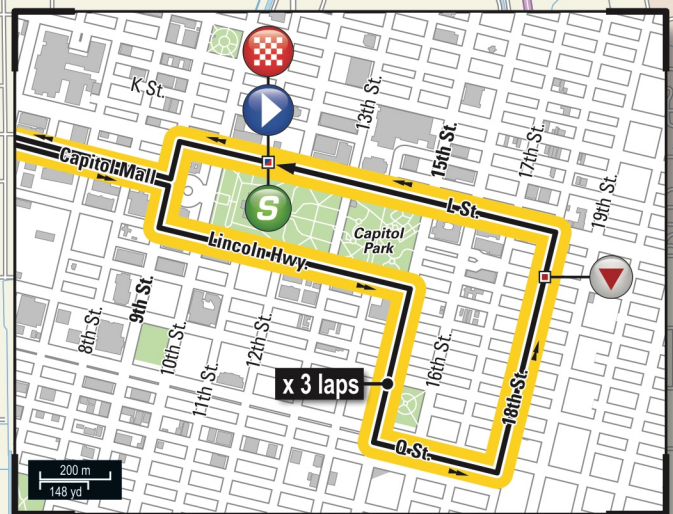 K St.
13th St.
15th St.
17th St.
19th St.
Capitol Mall
S
L St.
Capitol
Park
Lincoln Hwy.
8th St.
9th St.
10th St.
11th St.
12th St.
16th St.
x 3 laps
18th St.
Q St.
200 m
148 yd